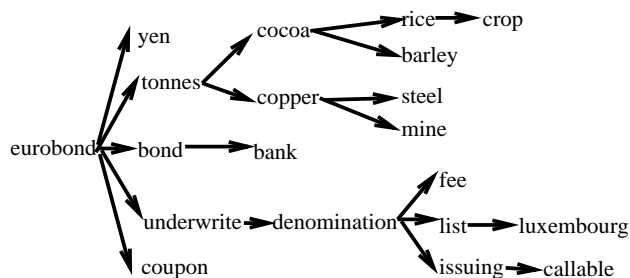 rice crop
cocoa
yen
barley
tonnes
copper steel
mine
eurobond bond bank
fee
underwrite denomination list luxembourg
coupon issuing callable